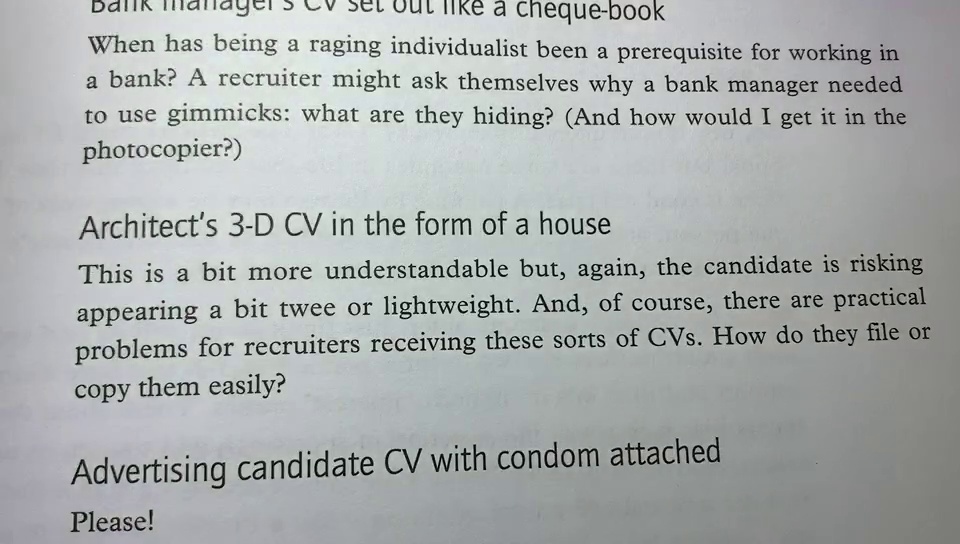 Bank manager's CV set out like a cheque-book
When has being a raging individualist been a prerequisite for working in
a bank? A recruiter might ask themselves why a bank manager needed
to use gimmicks: what are they hiding? (And how would I get it in the
photocopier?)
Architect's 3-D CV in the form of a house
This is a bit more understandable but, again, the candidate is risking
appearing a bit twee or lightweight. And, of course, there are practical
problems for recruiters receiving these sorts of CVs. How do they file or
copy them easily?
Advertising candidate CV with condom attached
Please!